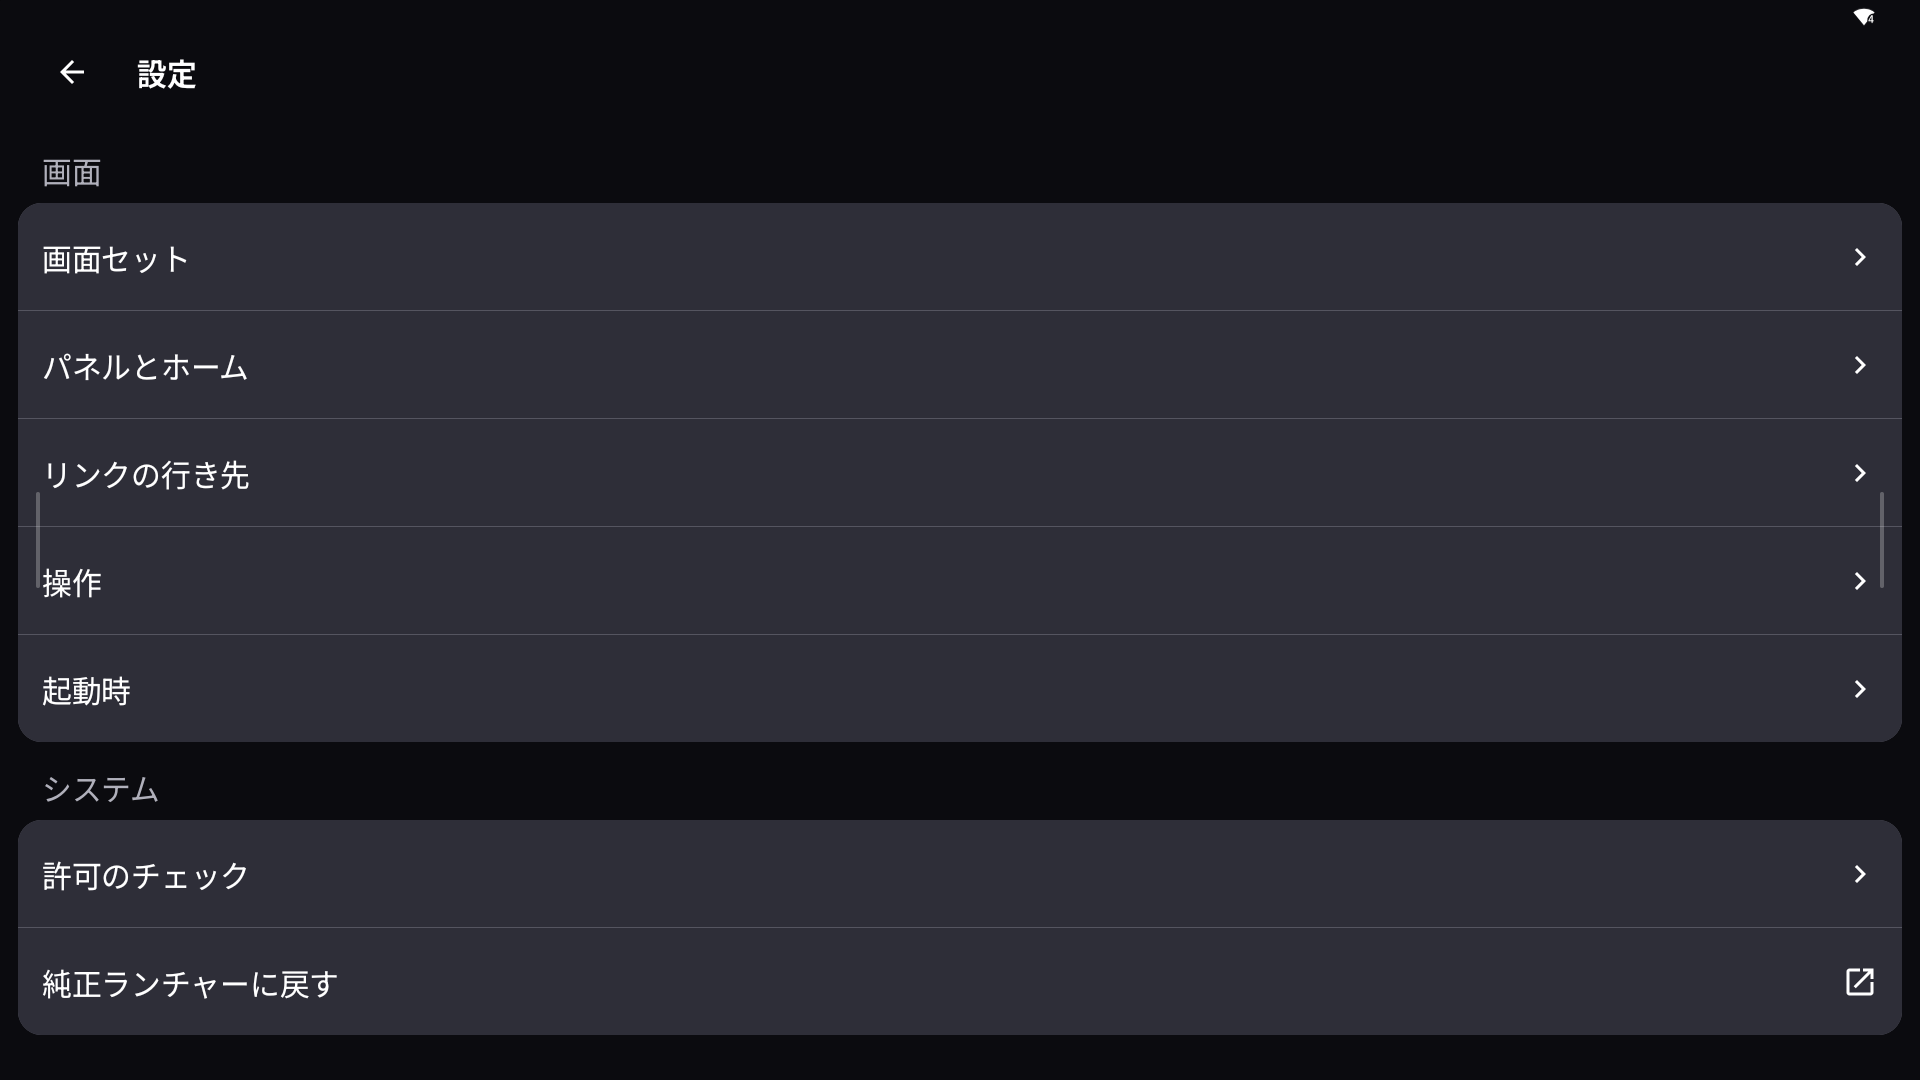 設定
画面
画面セット
パネルとホーム
リンクの行き先
操作
起動時
システム
許可のチェック
純正ランチャーに戻す